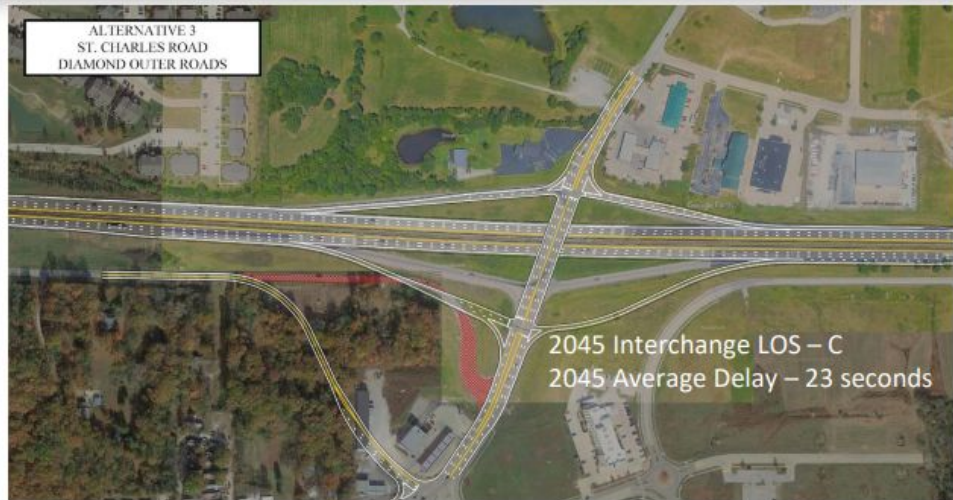 ALTERNATIVE 3
ST. CHARLES ROAD
DIAMOND OUTER ROADS
2045 Interchange LOS – C
2045 Average Delay – 23 seconds